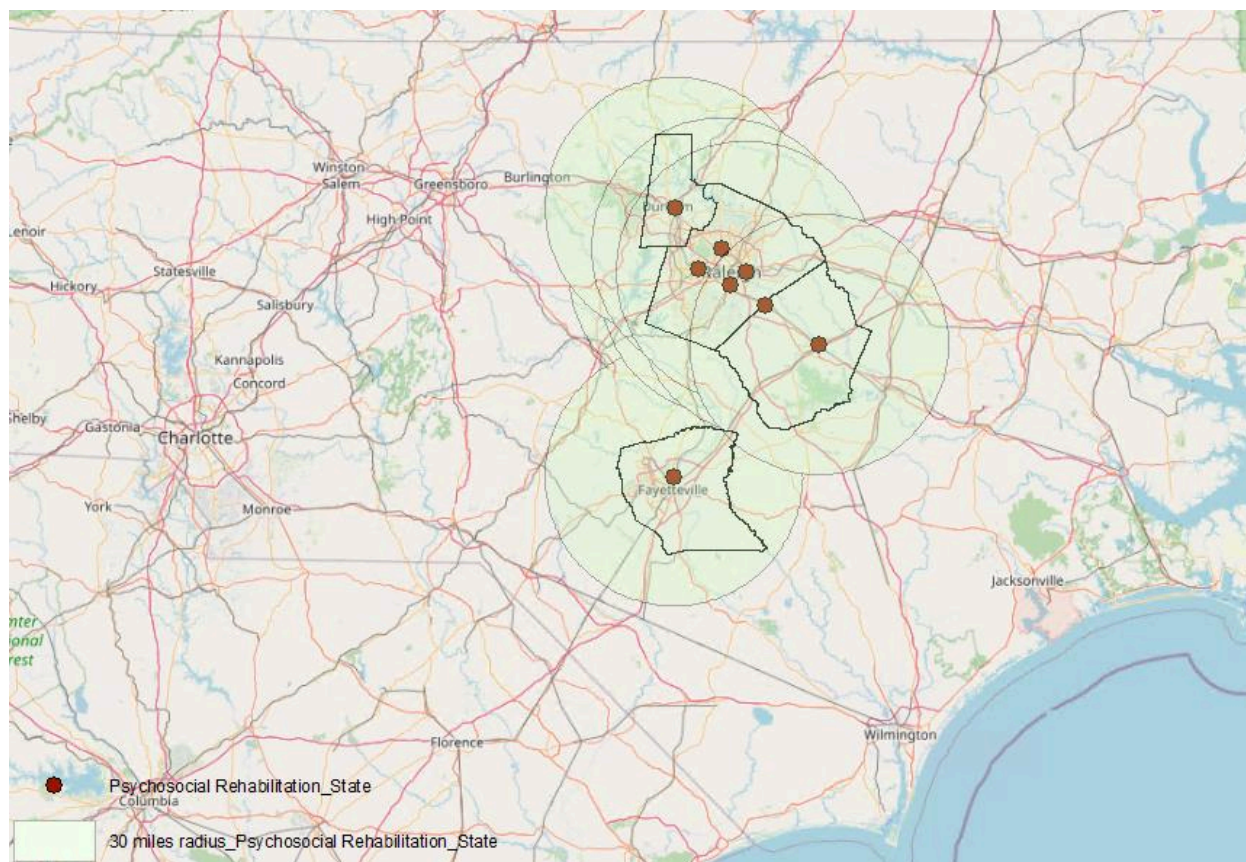 Winston
Salem
Greensboro
Burlington
High Point
Durham
Lenoir
Statesville
Hickory
Raleigh
Salisbury
Kannapolis
Concord
Shelby
Gastonia
Charlotte
Fayetteville
York
Monroe
Jacksonville
Wilmington
Florence
Psychosocial Rehabilitation_State
Columbia
30 miles radius_Psychosocial Rehabilitation_State